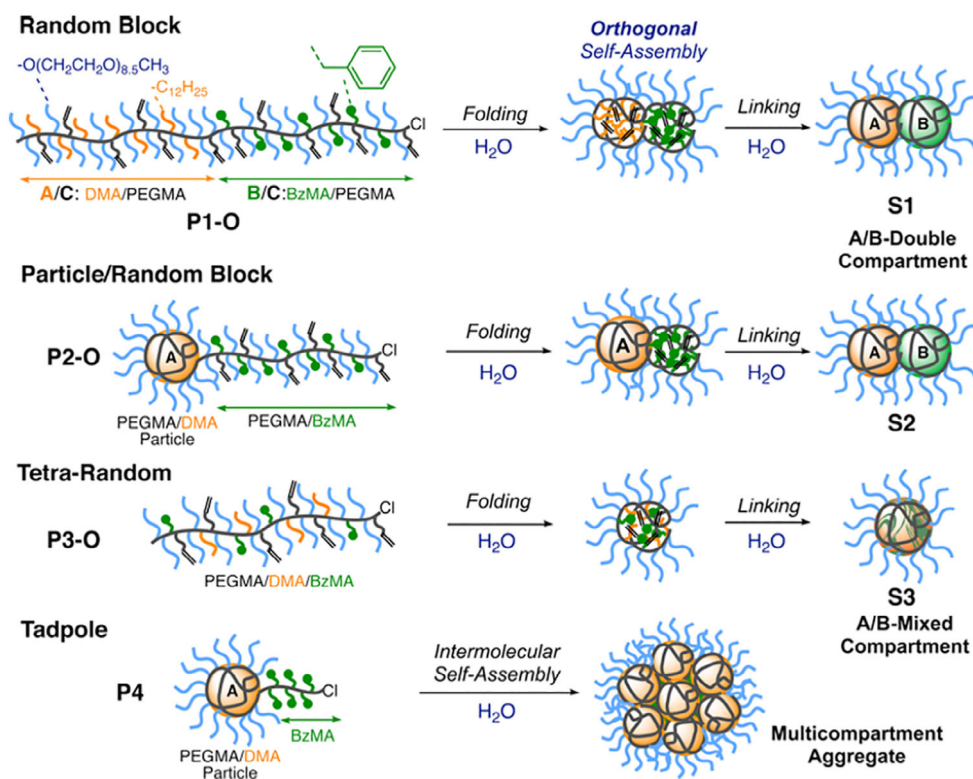 Random Block
-O(CH₂CH₂O)₈.₅CH₃
-C₁₂H₂₅
Cl
A/C: DMA/PEGMA
B/C:BzMA/PEGMA
P1-O
Folding
H₂O
Orthogonal
Self-Assembly
Linking
H₂O
A
B
S1
A/B-Double
Compartment
Particle/Random Block
P2-O
A
Cl
PEGMA/DMA
Particle
PEGMA/BzMA
Folding
H₂O
A
Linking
H₂O
A
B
S2
Tetra-Random
P3-O
Cl
PEGMA/DMA/BzMA
Folding
H₂O
Linking
H₂O
S3
A/B-Mixed
Compartment
Tadpole
P4
A
Cl
BzMA
PEGMA/DMA
Particle
Intermolecular
Self-Assembly
H₂O
Multicompartment
Aggregate